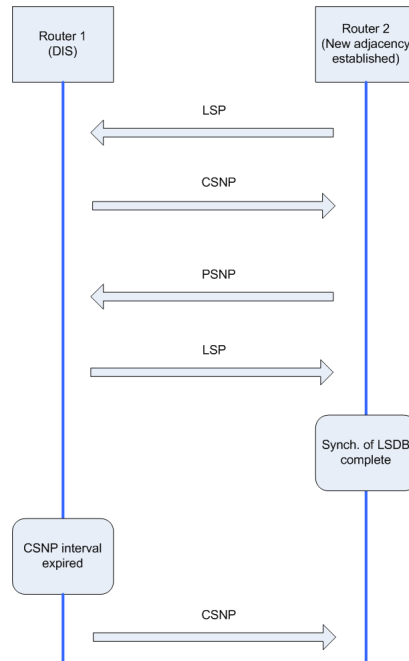 Router 1
(DIS)
Router 2
(New adjacency
established)
LSP
CSNP
PSNP
LSP
Synch. of LSDB
complete
CSNP interval
expired
CSNP